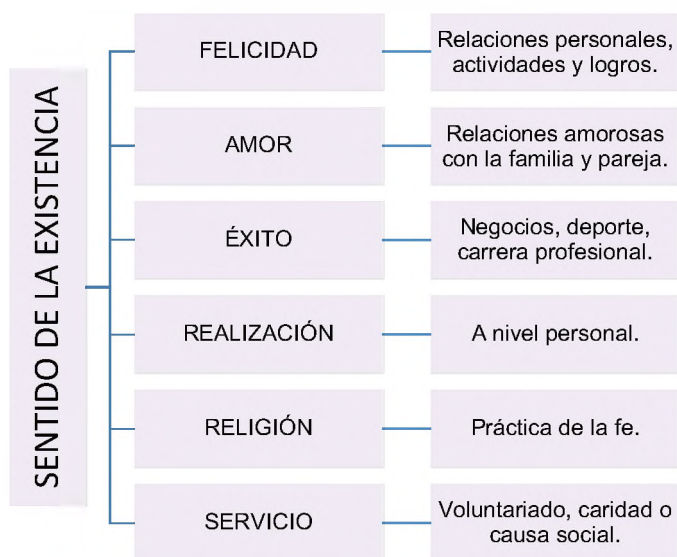 SENTIDO DE LA EXISTENCIA
FELICIDAD
Relaciones personales,
actividades y logros.
AMOR
Relaciones amorosas
con la familia y pareja.
ÉXITO
Negocios, deporte,
carrera profesional.
REALIZACIÓN
A nivel personal.
RELIGIÓN
Práctica de la fe.
SERVICIO
Voluntariado, caridad o
causa social.